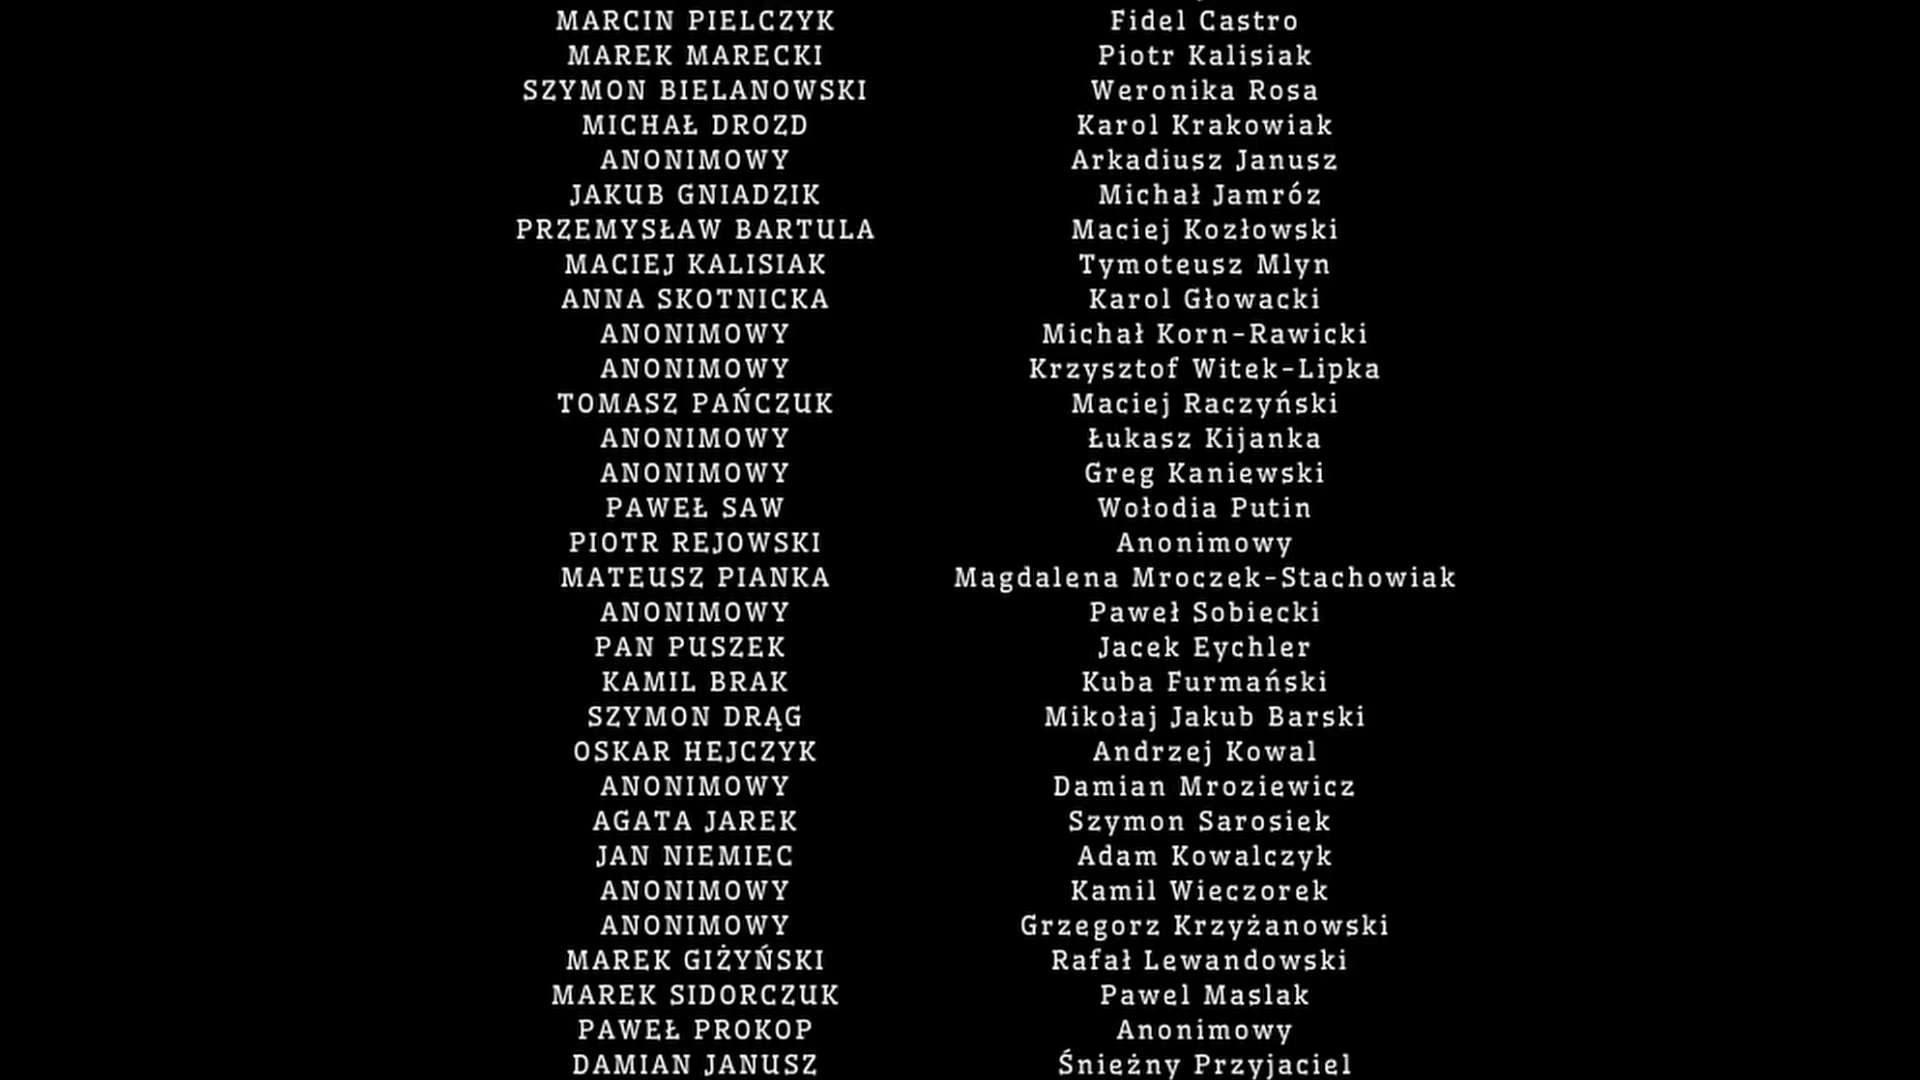 MARCIN PIELCZYK Fidel Castro
MAREK MARECKI Piotr Kalisiak
SZYMON BIELANOWSKI Weronika Rosa
MICHAŁ DROZD Karol Krakowiak
ANONIMOWY Arkadiusz Janusz
JAKUB GNIADZIK Michał Jamróz
PRZEMYSŁAW BARTULA Maciej Kozłowski
MACIEJ KALISIAK Tymoteusz Mlyn
ANNA SKOTNICKA Karol Głowacki
ANONIMOWY Michał Korn-Rawicki
ANONIMOWY Krzysztof Witek-Lipka
TOMASZ PAŃCZUK Maciej Raczyński
ANONIMOWY Łukasz Kijanka
ANONIMOWY Greg Kaniewski
PAWEŁ SAW Wołodia Putin
PIOTR REJOWSKI Anonimowy
MATEUSZ PIANKA Magdalena Mroczek-Stachowiak
ANONIMOWY Paweł Sobiecki
PAN PUSZEK Jacek Eychler
KAMIL BRAK Kuba Furmański
SZYMON DRĄG Mikołaj Jakub Barski
OSKAR HEJCZYK Andrzej Kowal
ANONIMOWY Damian Mroziewicz
AGATA JAREK Szymon Sarosiek
JAN NIEMIEC Adam Kowalczyk
ANONIMOWY Kamil Wieczorek
ANONIMOWY Grzegorz Krzyżanowski
MAREK GIŻYŃSKI Rafał Lewandowski
MAREK SIDORCZUK Pawel Maslak
PAWEŁ PROKOP Anonimowy
DAMIAN JANUSZ Śnieżny Przyjaciel